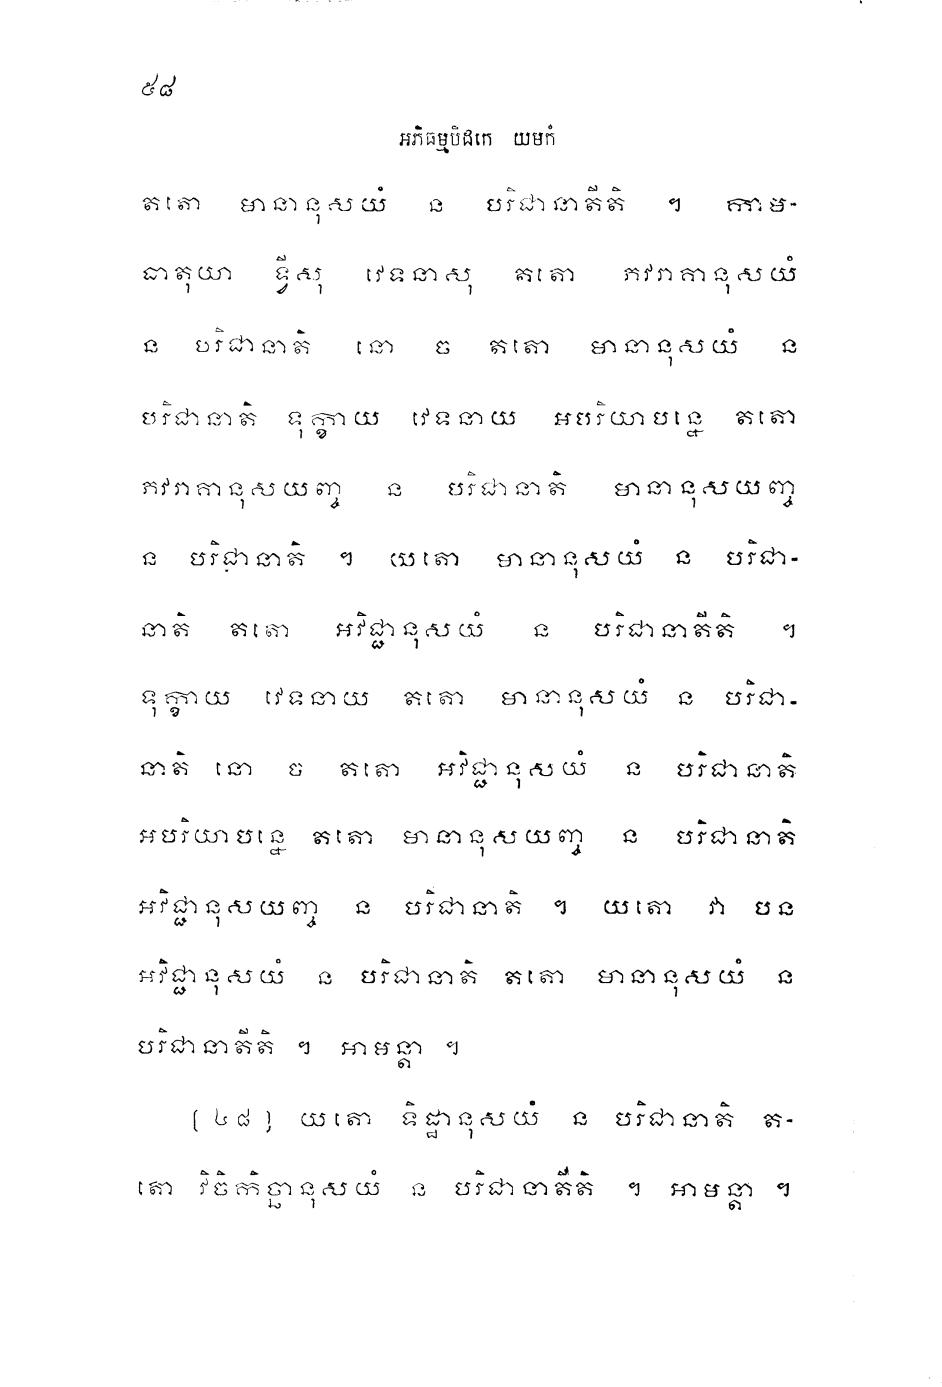 ៥៨
អភិធម្មបិដកេ យមកំ
តតោ មានានុសយំ ន បរិជានាតីតិ ។ កាម-
ធាតុយា ទ្វីសុ វេទនាសុ តតោ ភវរាគានុសយំ
ន បរិជានាតិ នោ ច តតោ មានានុសយំ ន
បរិជានាតិ ទុក្ខាយ វេទនាយ អបរិយាបន្នេ តតោ
ភវរាគានុសយញ្ច ន បរិជានាតិ មានានុសយញ្ច
ន បរិជានាតិ ។ យតោ មានានុសយំ ន បរិជា-
នាតិ តតោ អវិជ្ជានុសយំ ន បរិជានាតីតិ ។
ទុក្ខាយ វេទនាយ តតោ មានានុសយំ ន បរិជា-
នាតិ នោ ច តតោ អវិជ្ជានុសយំ ន បរិជានាតិ
អបរិយាបន្នេ តតោ មានានុសយញ្ច ន បរិជានាតិ
អវិជ្ជានុសយញ្ច ន បរិជានាតិ ។ យតោ វា បន
អវិជ្ជានុសយំ ន បរិជានាតិ តតោ មានានុសយំ ន
បរិជានាតីតិ ។ អាមន្តា ។
[៤៨] យតោ ទិដ្ឋានុសយំ ន បរិជានាតិ ត-
តោ វិចិកិច្ឆានុសយំ ន បរិជានាតីតិ ។ អាមន្តា ។